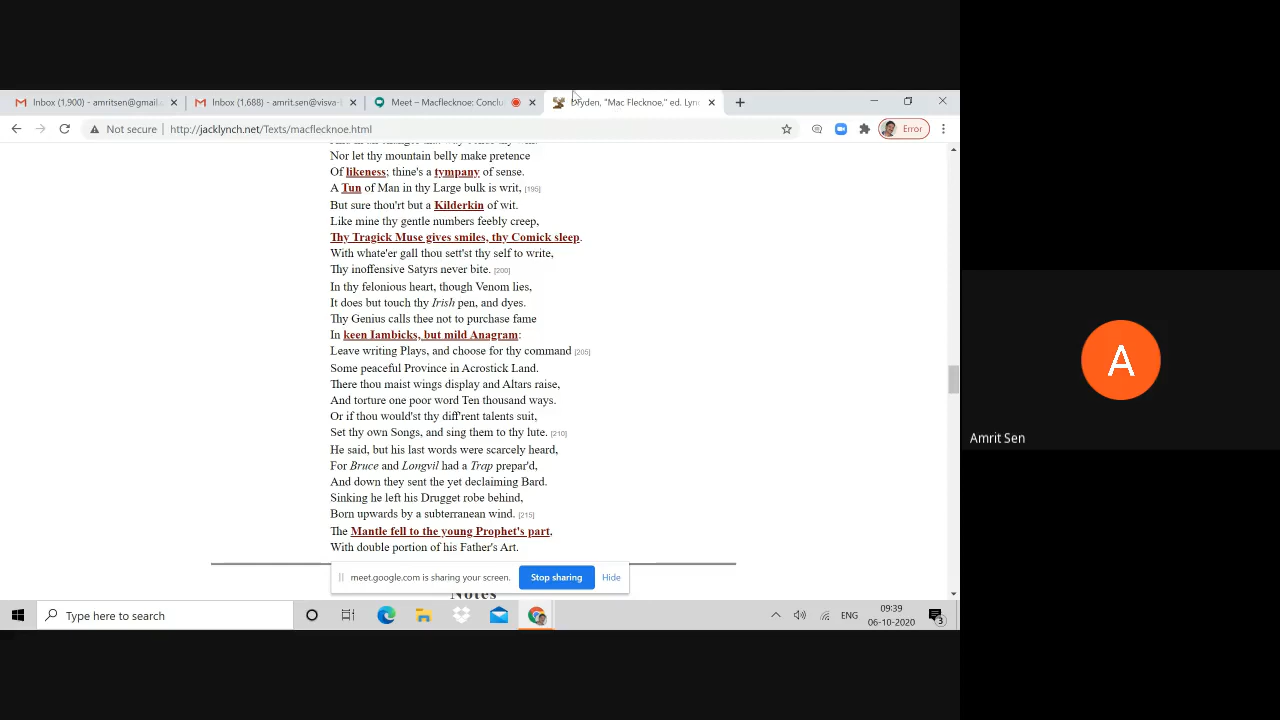 Inbox (1,900) - amritsen@gmail.
Inbox (1,688) - amrit.sen@visva-
Meet – Macflecknoe: Conclu
Dryden, "Mac Flecknoe," ed. Lyn
Not secure | http://jacklynch.net/Texts/macflecknoe.html
Error
Nor let thy mountain belly make pretence
Of likeness; thine's a tympany of sense.
A Tun of Man in thy Large bulk is writ, [195]
But sure thou'rt but a Kilderkin of wit.
Like mine thy gentle numbers feebly creep,
Thy Tragick Muse gives smiles, thy Comick sleep.
With whate'er gall thou sett'st thy self to write,
Thy inoffensive Satyrs never bite. [200]
In thy felonious heart, though Venom lies,
It does but touch thy Irish pen, and dyes.
Thy Genius calls thee not to purchase fame
In keen Iambicks, but mild Anagram:
Leave writing Plays, and choose for thy command [205]
Some peaceful Province in Acrostick Land.
There thou maist wings display and Altars raise,
And torture one poor word Ten thousand ways.
Or if thou would'st thy diff'rent talents suit,
Set thy own Songs, and sing them to thy lute. [210]
He said, but his last words were scarcely heard,
For Bruce and Longvil had a Trap prepar'd,
And down they sent the yet declaiming Bard.
Sinking he left his Drugget robe behind,
Born upwards by a subterranean wind. [215]
The Mantle fell to the young Prophet's part,
With double portion of his Father's Art.
meet.google.com is sharing your screen.
Stop sharing
Hide
Notes
Type here to search
ENG
09:39
06-10-2020
3
A
Amrit Sen